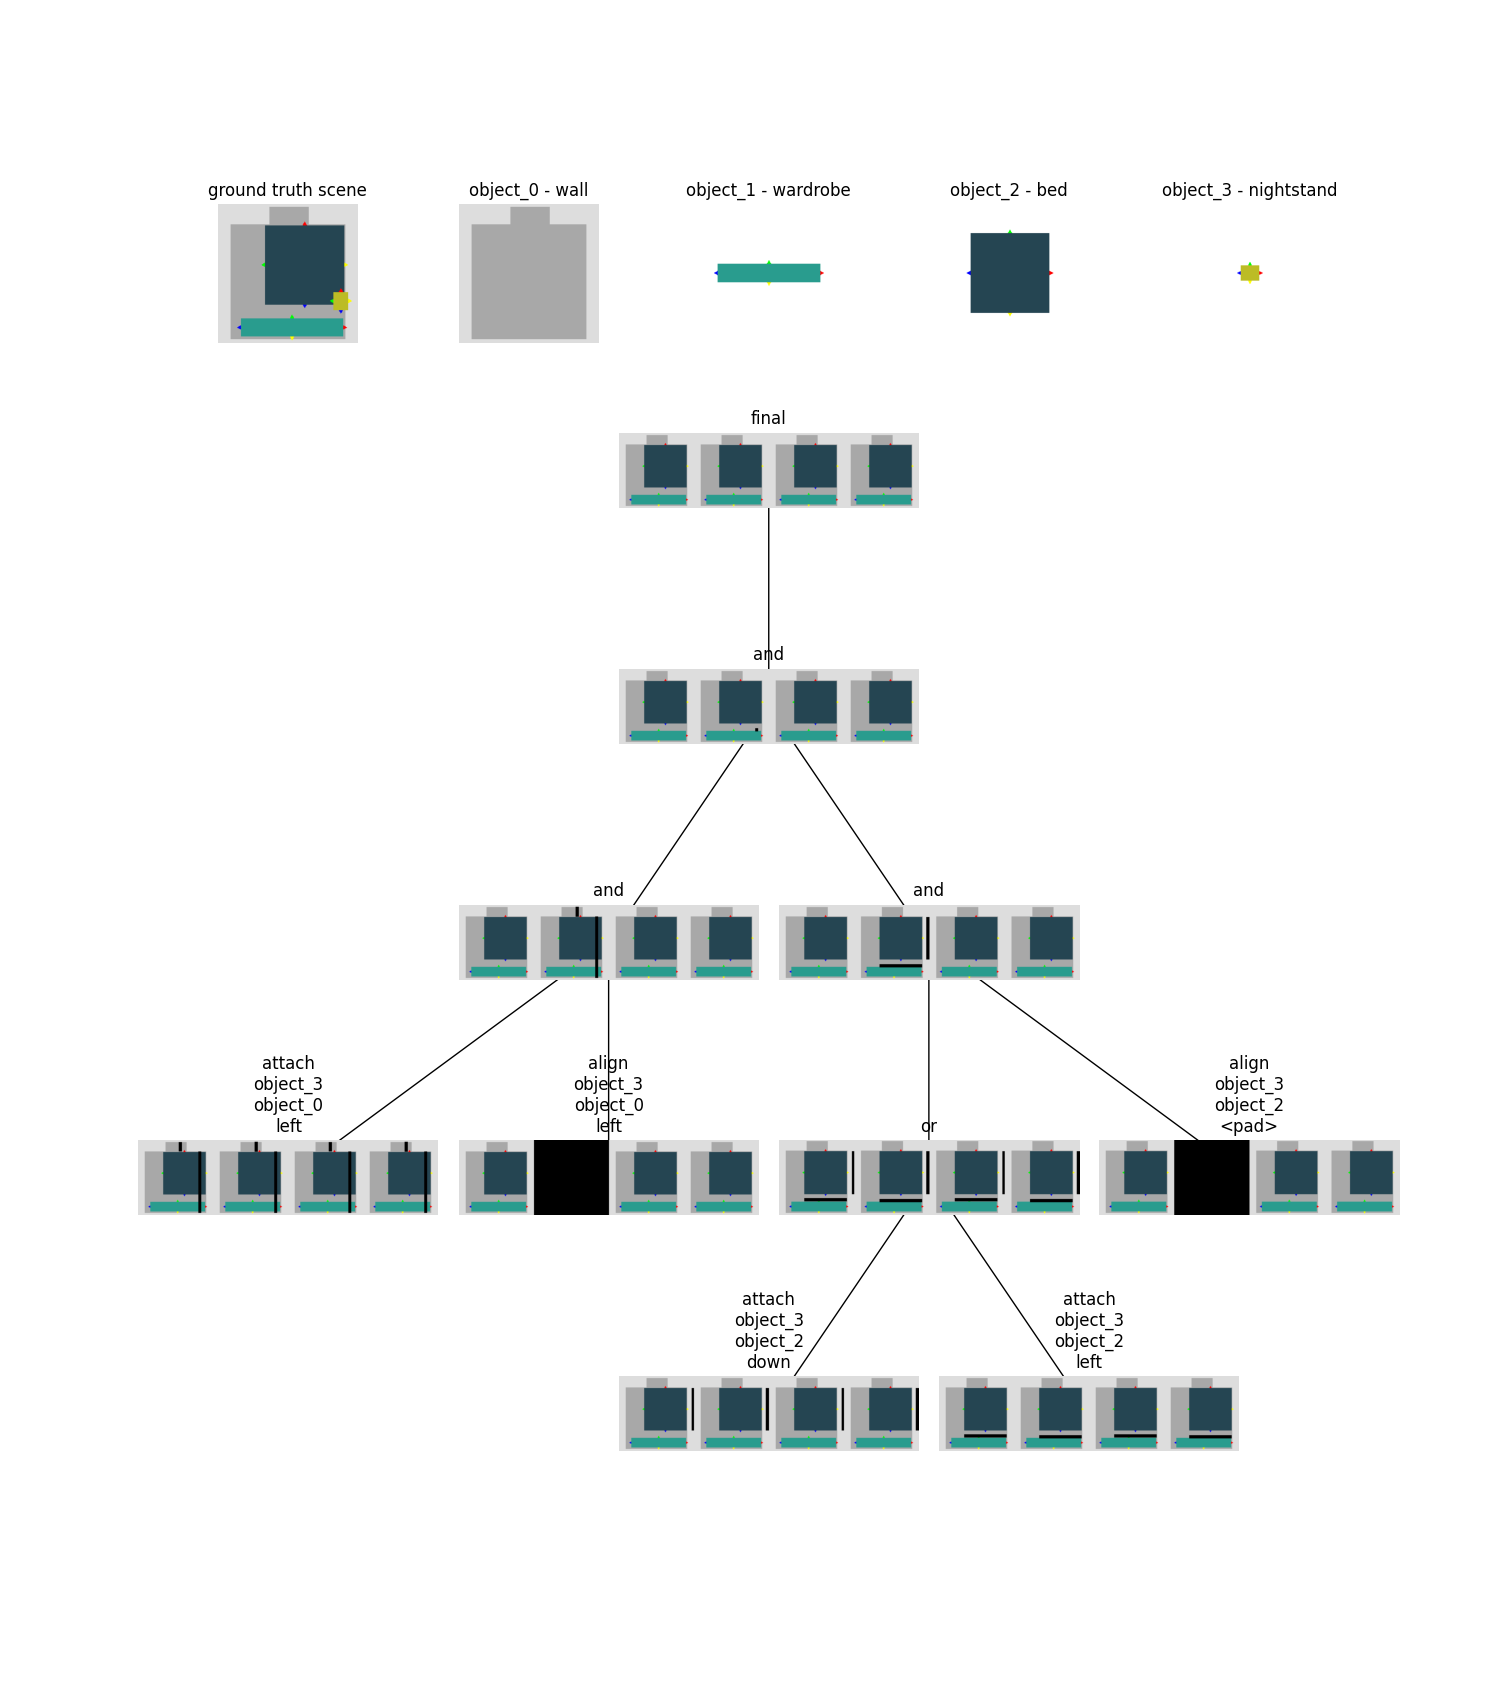 ground truth scene
object_0 - wall
object_1 - wardrobe
object_2 - bed
object_3 - nightstand
final
and
and
and
attach
object_3
object_0
left
align
object_3
object_0
left
or
align
object_3
object_2
<pad>
attach
object_3
object_2
down
attach
object_3
object_2
left